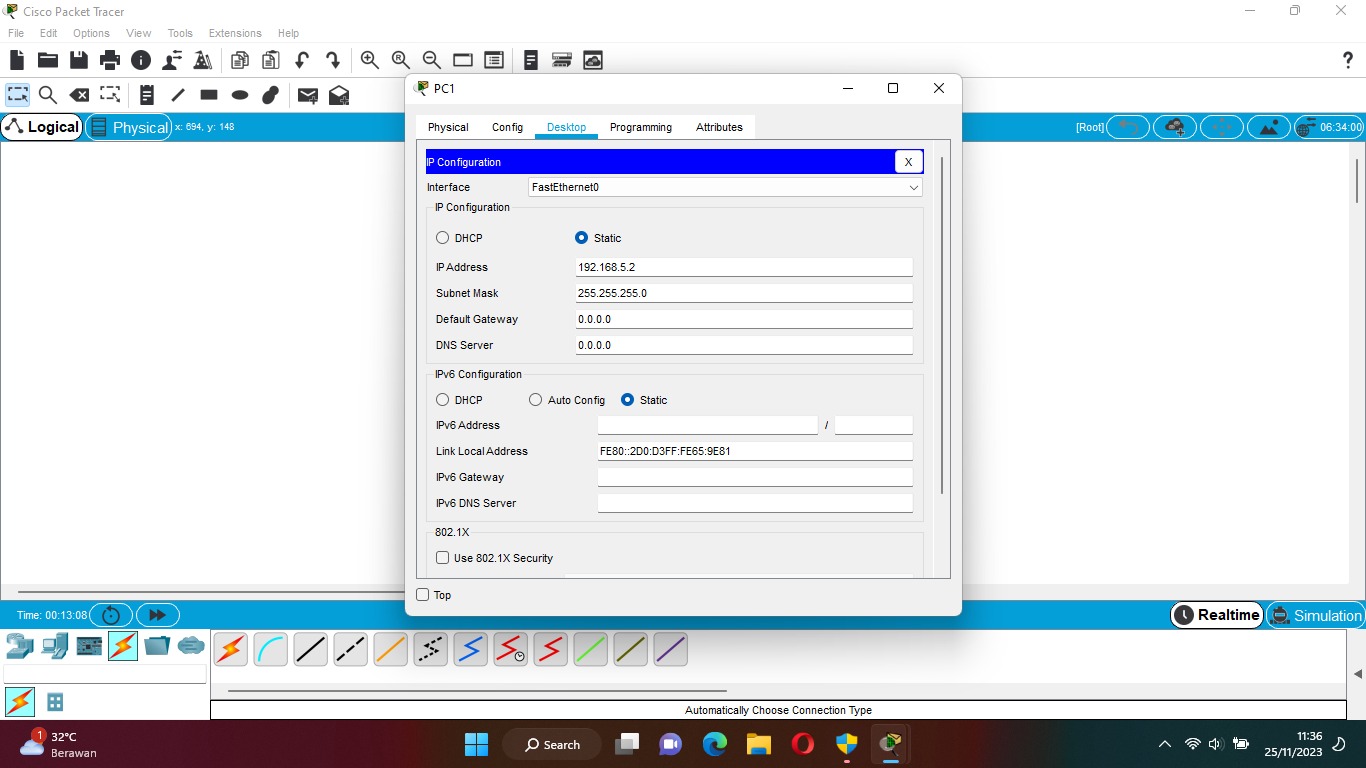 Cisco Packet Tracer
File Edit Options View Tools Extensions Help
R
?
PC1
Logical
Physical
x: 694, y: 148
[Root]
06:34:00
Physical Config Desktop Programming Attributes
IP Configuration
X
Interface
FastEthernet0
IP Configuration
DHCP
Static
IP Address
192.168.5.2
Subnet Mask
255.255.255.0
Default Gateway
0.0.0.0
DNS Server
0.0.0.0
IPv6 Configuration
DHCP
Auto Config
Static
IPv6 Address
/
Link Local Address
FE80::2D0:D3FF:FE65:9E81
IPv6 Gateway
IPv6 DNS Server
802.1X
Use 802.1X Security
Top
Time: 00:13:08
Realtime
Simulation
Automatically Choose Connection Type
1
32°C
Berawan
Search
11:36
25/11/2023